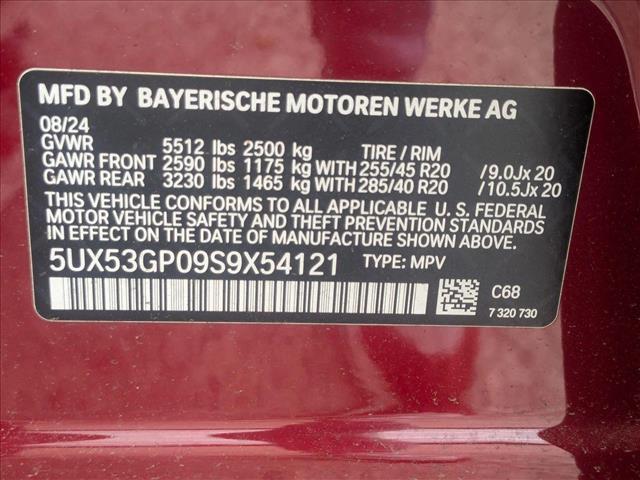 MFD BY BAYERISCHE MOTOREN WERKE AG
08/24
GVWR 5512 lbs 2500 kg TIRE / RIM
GAWR FRONT 2590 lbs 1175 kg WITH 255/45 R20 /9.0Jx 20
GAWR REAR 3230 lbs 1465 kg WITH 285/40 R20 /10.5Jx 20
THIS VEHICLE CONFORMS TO ALL APPLICABLE U. S. FEDERAL
MOTOR VEHICLE SAFETY AND THEFT PREVENTION STANDARDS
IN EFFECT ON THE DATE OF MANUFACTURE SHOWN ABOVE.
5UX53GP09S9X54121 TYPE: MPV
C68
7 320 730